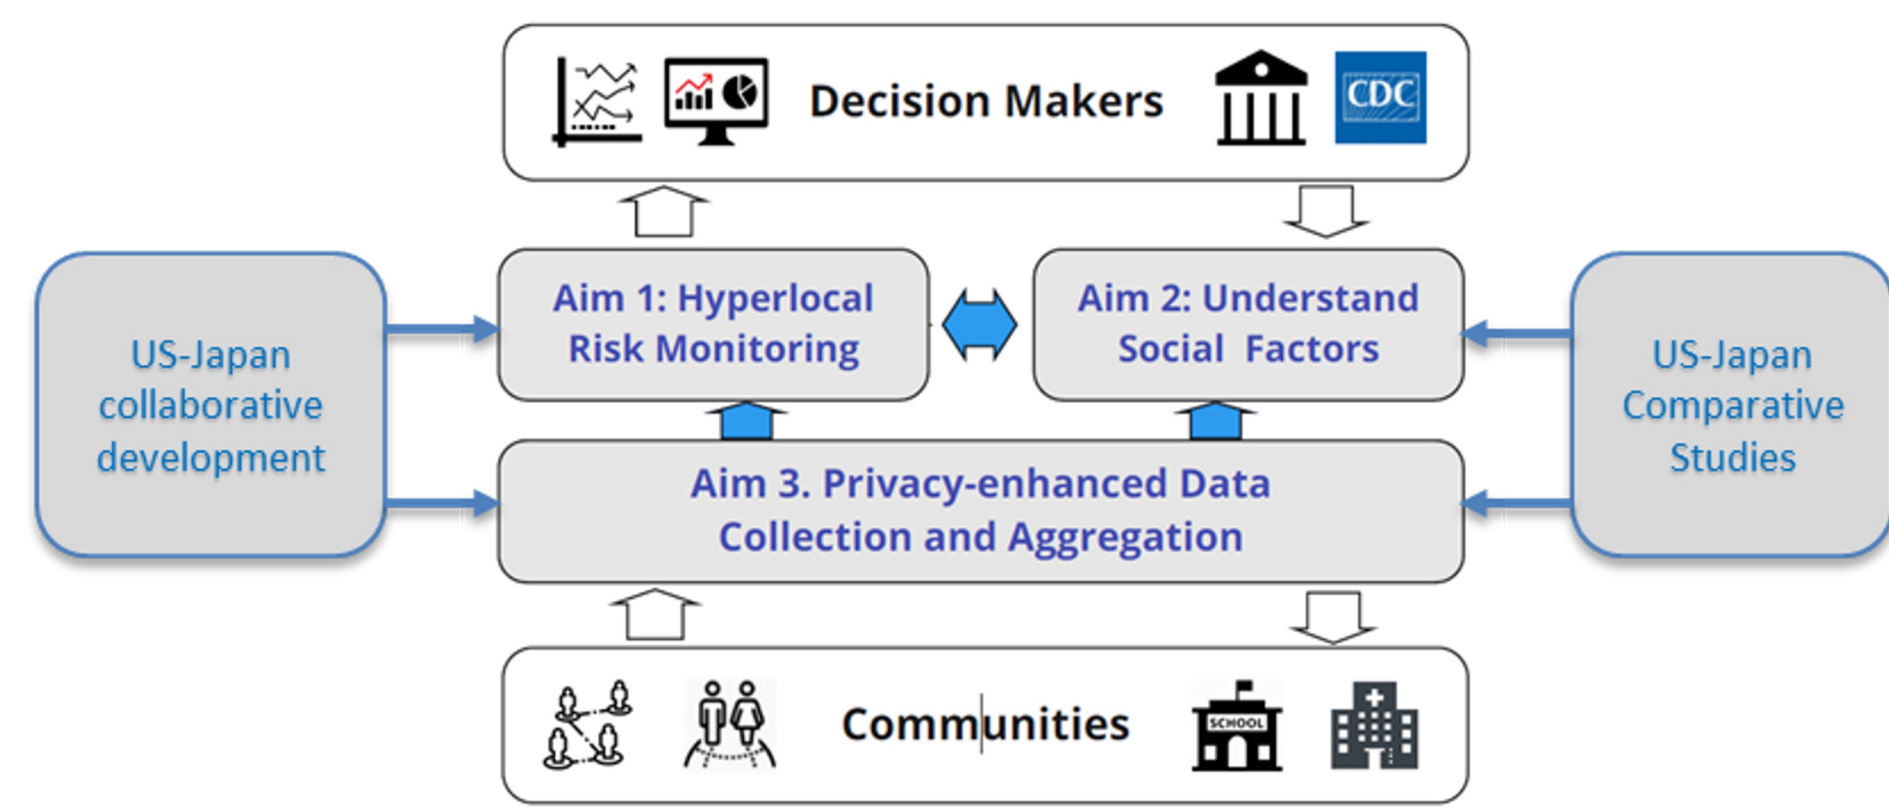 Decision Makers
CDC
Aim 1: Hyperlocal
Risk Monitoring
Aim 2: Understand
Social Factors
US-Japan
collaborative
development
US-Japan
Comparative
Studies
Aim 3. Privacy-enhanced Data
Collection and Aggregation
Communities
SCHOOL